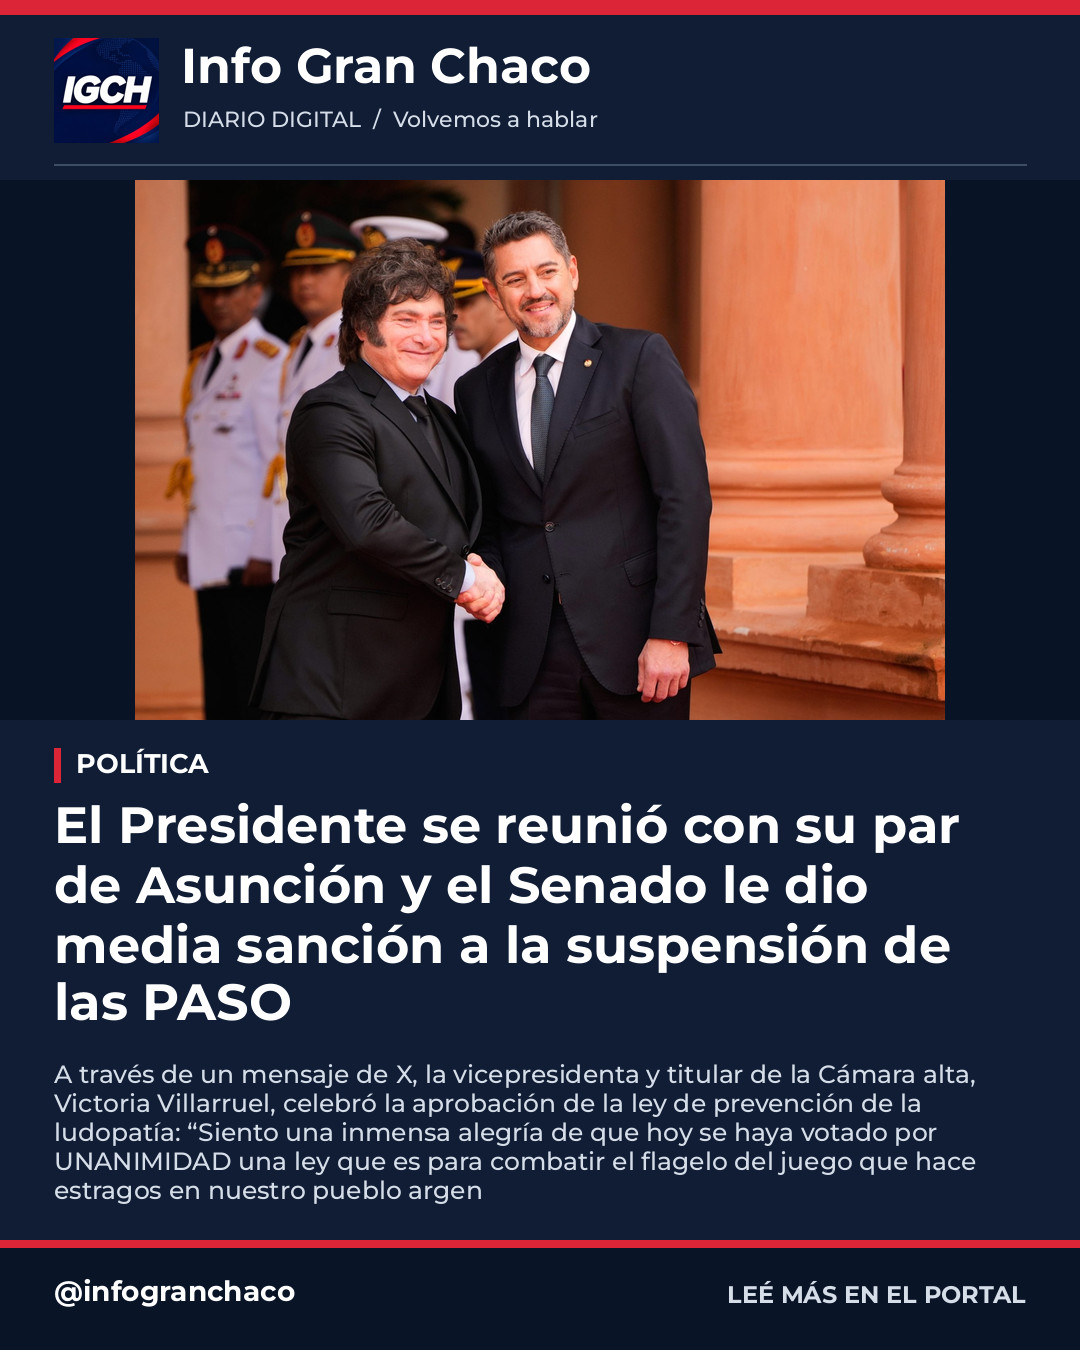 IGCH
Info Gran Chaco
DIARIO DIGITAL / Volvemos a hablar
POLÍTICA
El Presidente se reunió con su par
de Asunción y el Senado le dio
media sanción a la suspensión de
las PASO
A través de un mensaje de X, la vicepresidenta y titular de la Cámara alta,
Victoria Villarruel, celebró la aprobación de la ley de prevención de la
ludopatía: “Siento una inmensa alegría de que hoy se haya votado por
UNANIMIDAD una ley que es para combatir el flagelo del juego que hace
estragos en nuestro pueblo argen
@infogranchaco
LEÉ MÁS EN EL PORTAL